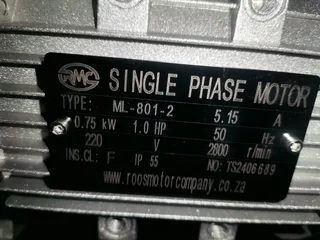 RMC SINGLE PHASE MOTOR
TYPE: ML-801-2 5.15 A
0.75 kW 1.0 HP 50 Hz
220 V 2800 r/min
INS.CL: F IP 55 NO: TS2406689
www.roosmotorcompany.co.za